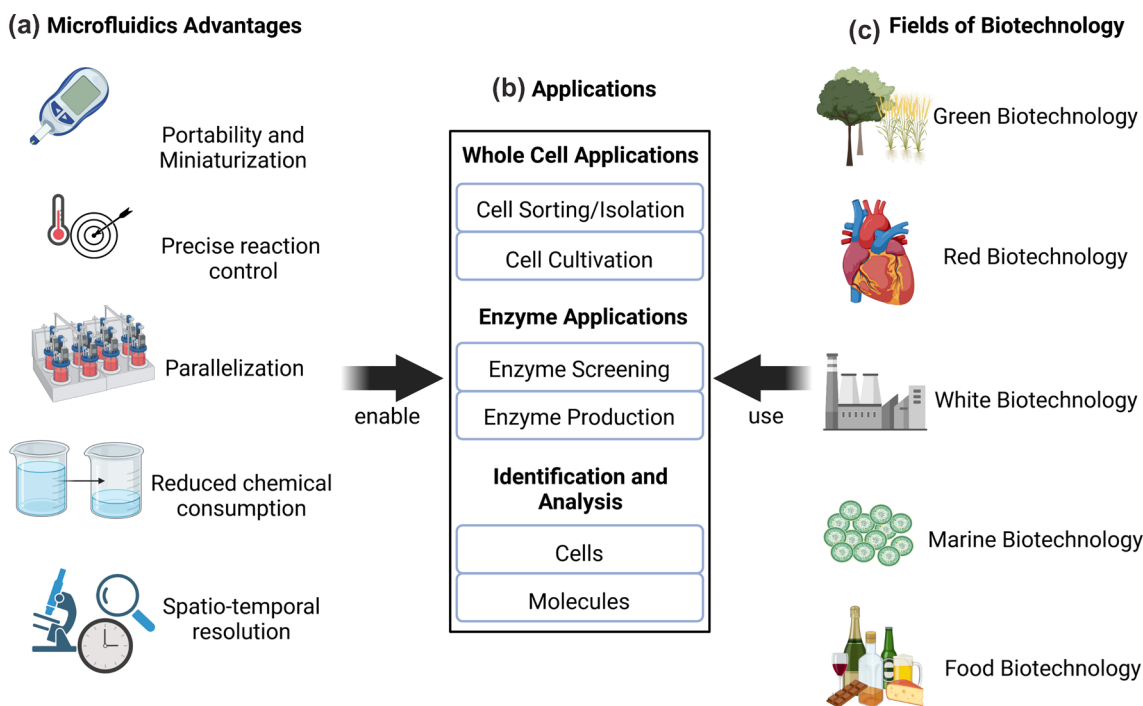 (a) Microfluidics Advantages
Portability and
Miniaturization
Precise reaction
control
Parallelization
Reduced chemical
consumption
Spatio-temporal
resolution
enable
(b) Applications
Whole Cell Applications
Cell Sorting/Isolation
Cell Cultivation
Enzyme Applications
Enzyme Screening
Enzyme Production
Identification and
Analysis
Cells
Molecules
use
(c) Fields of Biotechnology
Green Biotechnology
Red Biotechnology
White Biotechnology
Marine Biotechnology
Food Biotechnology